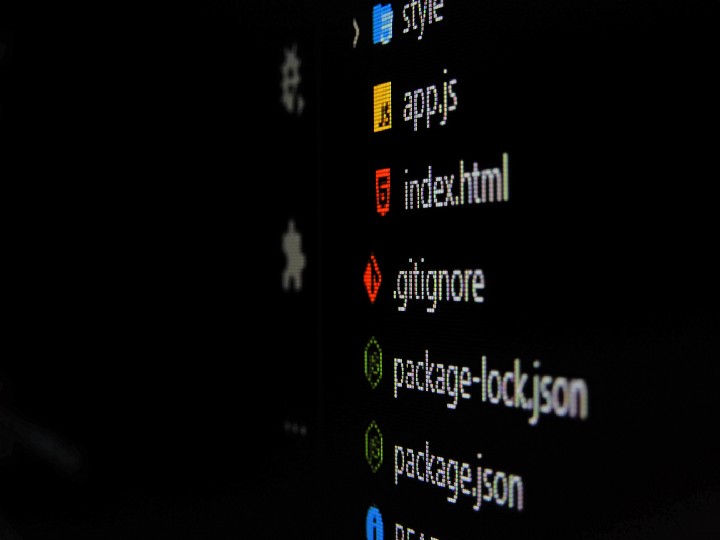 style
app.js
index.html
.gitignore
package-lock.json
package.json